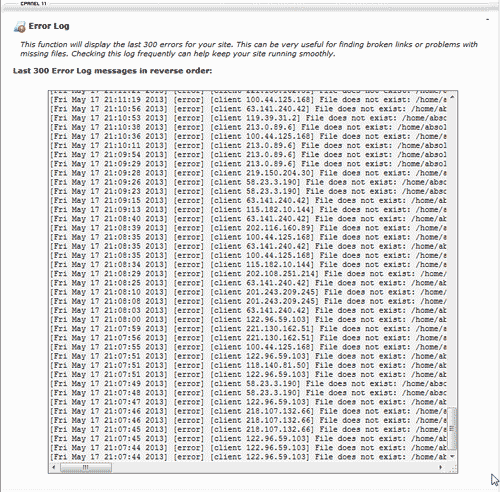 CPANEL 11
Error Log
This function will display the last 300 errors for your site. This can be very useful for finding broken links or problems with
missing files. Checking this log frequently can help keep your site running smoothly.
Last 300 Error Log messages in reverse order:
[Fri May 17 21:11:19 2013] [error] [client 100.44.125.168] File does not exist: /home/a
[Fri May 17 21:10:56 2013] [error] [client 63.141.240.42] File does not exist: /home/ab
[Fri May 17 21:10:53 2013] [error] [client 119.39.31.2] File does not exist: /home/abso
[Fri May 17 21:10:38 2013] [error] [client 213.0.89.6] File does not exist: /home/absol
[Fri May 17 21:10:36 2013] [error] [client 100.44.125.168] File does not exist: /home/a
[Fri May 17 21:10:11 2013] [error] [client 213.0.89.6] File does not exist: /home/absol
[Fri May 17 21:09:54 2013] [error] [client 213.0.89.6] File does not exist: /home/absol
[Fri May 17 21:09:29 2013] [error] [client 213.0.89.6] File does not exist: /home/absol
[Fri May 17 21:09:28 2013] [error] [client 219.150.204.30] File does not exist: /home/a
[Fri May 17 21:09:26 2013] [error] [client 58.23.3.190] File does not exist: /home/abso
[Fri May 17 21:09:23 2013] [error] [client 58.23.3.190] File does not exist: /home/abso
[Fri May 17 21:09:15 2013] [error] [client 63.141.240.42] File does not exist: /home/ab
[Fri May 17 21:09:13 2013] [error] [client 115.182.10.144] File does not exist: /home/a
[Fri May 17 21:08:40 2013] [error] [client 63.141.240.42] File does not exist: /home/ab
[Fri May 17 21:08:39 2013] [error] [client 202.116.160.89] File does not exist: /home/a
[Fri May 17 21:08:35 2013] [error] [client 100.44.125.168] File does not exist: /home/a
[Fri May 17 21:08:35 2013] [error] [client 63.141.240.42] File does not exist: /home/ab
[Fri May 17 21:08:35 2013] [error] [client 100.44.125.168] File does not exist: /home/a
[Fri May 17 21:08:34 2013] [error] [client 115.182.10.144] File does not exist: /home/a
[Fri May 17 21:08:29 2013] [error] [client 202.108.251.214] File does not exist: /home/
[Fri May 17 21:08:25 2013] [error] [client 63.141.240.42] File does not exist: /home/ab
[Fri May 17 21:08:10 2013] [error] [client 201.243.209.245] File does not exist: /home/
[Fri May 17 21:08:08 2013] [error] [client 201.243.209.245] File does not exist: /home/
[Fri May 17 21:08:03 2013] [error] [client 63.141.240.42] File does not exist: /home/ab
[Fri May 17 21:08:00 2013] [error] [client 122.96.59.103] File does not exist: /home/ab
[Fri May 17 21:07:59 2013] [error] [client 221.130.162.51] File does not exist: /home/a
[Fri May 17 21:07:56 2013] [error] [client 221.130.162.51] File does not exist: /home/a
[Fri May 17 21:07:55 2013] [error] [client 100.44.125.168] File does not exist: /home/a
[Fri May 17 21:07:51 2013] [error] [client 122.96.59.103] File does not exist: /home/ab
[Fri May 17 21:07:51 2013] [error] [client 118.140.81.50] File does not exist: /home/ab
[Fri May 17 21:07:51 2013] [error] [client 122.96.59.103] File does not exist: /home/ab
[Fri May 17 21:07:49 2013] [error] [client 58.23.3.190] File does not exist: /home/absc
[Fri May 17 21:07:48 2013] [error] [client 58.23.3.190] File does not exist: /home/absc
[Fri May 17 21:07:47 2013] [error] [client 122.96.59.103] File does not exist: /home/ab
[Fri May 17 21:07:46 2013] [error] [client 218.107.132.66] File does not exist: /home/a
[Fri May 17 21:07:46 2013] [error] [client 218.107.132.66] File does not exist: /home/a
[Fri May 17 21:07:45 2013] [error] [client 218.107.132.66] File does not exist: /home/a
[Fri May 17 21:07:45 2013] [error] [client 122.96.59.103] File does not exist: /home/ab
[Fri May 17 21:07:44 2013] [error] [client 122.96.59.103] File does not exist: /home/ab
[Fri May 17 21:07:44 2013] [error] [client 122.96.59.103] File does not exist: /home/ab